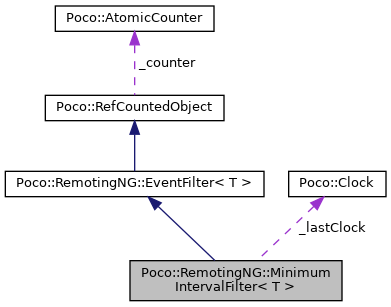 Poco::AtomicCounter
_counter
Poco::RefCountedObject
Poco::RemotingNG::EventFilter< T >
Poco::Clock
_lastClock
Poco::RemotingNG::Minimum
IntervalFilter< T >